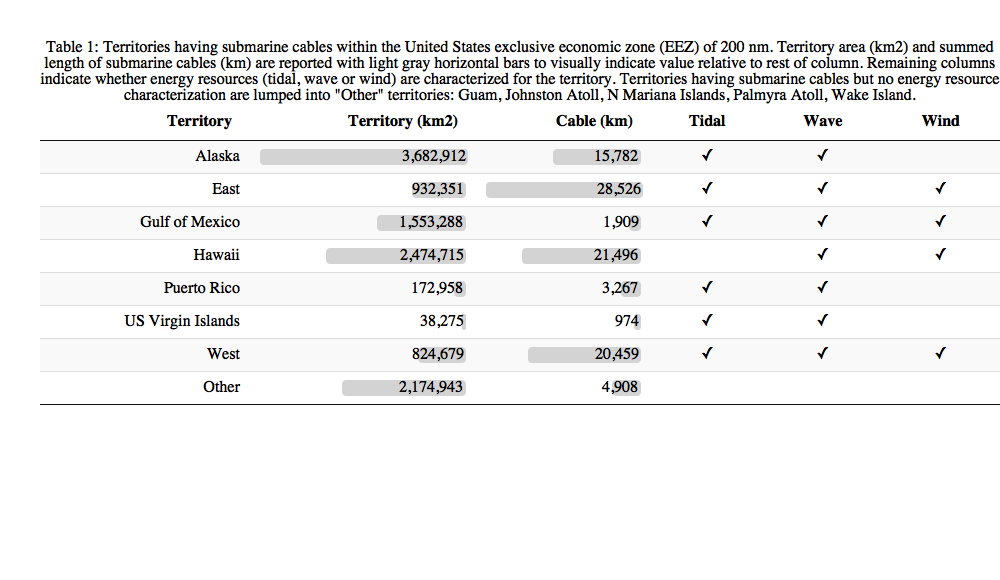 Table 1: Territories having submarine cables within the United States exclusive economic zone (EEZ) of 200 nm. Territory area (km2) and summed
length of submarine cables (km) are reported with light gray horizontal bars to visually indicate value relative to rest of column. Remaining columns
indicate whether energy resources (tidal, wave or wind) are characterized for the territory. Territories having submarine cables but no energy resource
characterization are lumped into "Other" territories: Guam, Johnston Atoll, N Mariana Islands, Palmyra Atoll, Wake Island.
Territory Territory (km2) Cable (km) Tidal Wave Wind
Alaska 3,682,912 15,782 ✓ ✓
East 932,351 28,526 ✓ ✓ ✓
Gulf of Mexico 1,553,288 1,909 ✓ ✓ ✓
Hawaii 2,474,715 21,496 ✓ ✓
Puerto Rico 172,958 3,267 ✓ ✓
US Virgin Islands 38,275 974 ✓ ✓
West 824,679 20,459 ✓ ✓ ✓
Other 2,174,943 4,908